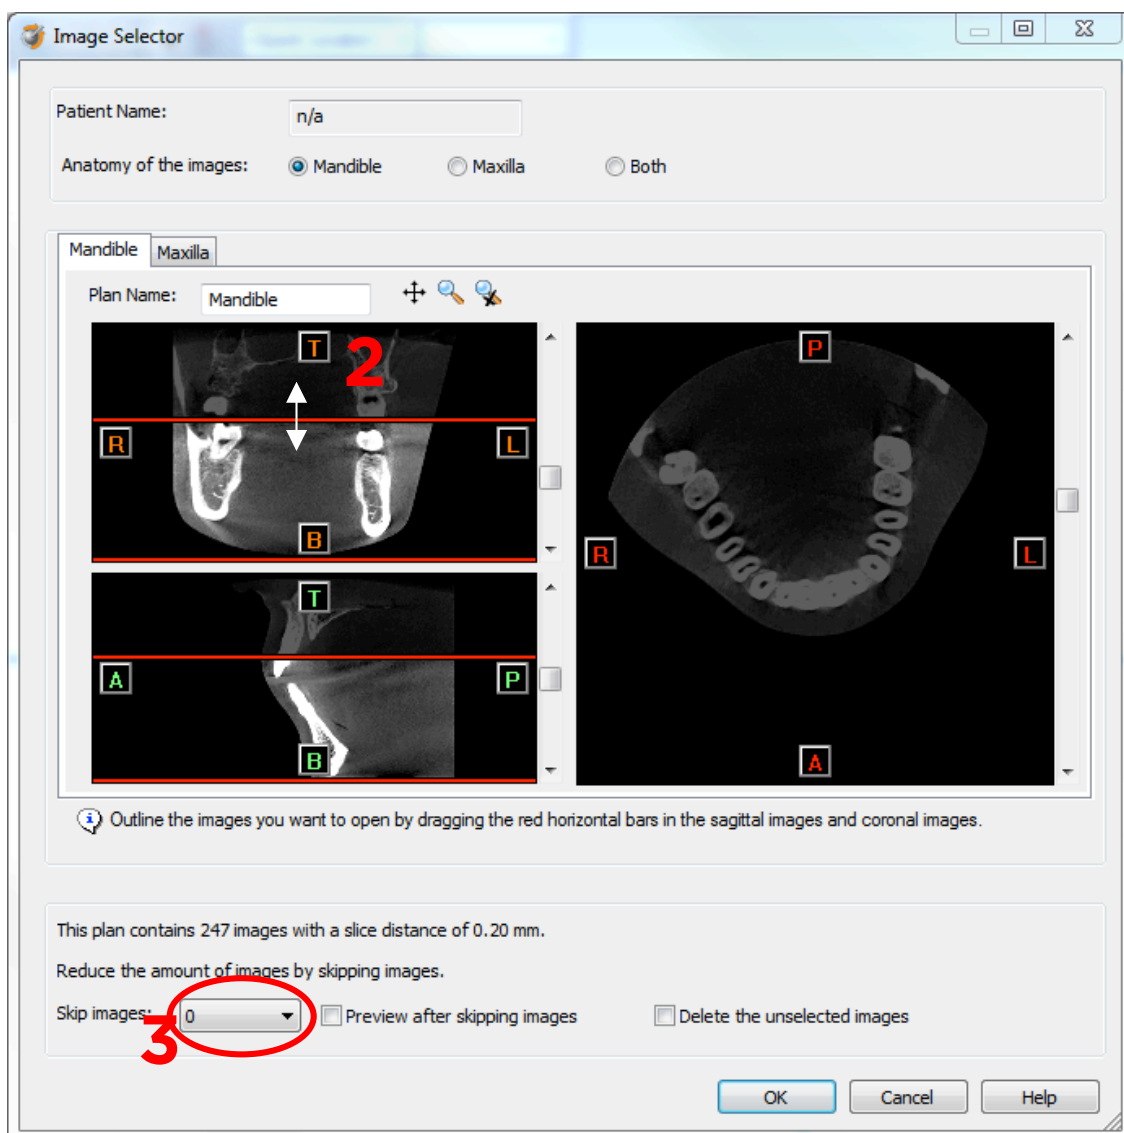 Image Selector
Patient Name: n/a
Anatomy of the images: Mandible Maxilla Both
Mandible Maxilla
Plan Name: Mandible
T 2 P
R L
B R L
T
A P
B A
Outline the images you want to open by dragging the red horizontal bars in the sagittal images and coronal images.
This plan contains 247 images with a slice distance of 0.20 mm.
Reduce the amount of images by skipping images.
Skip images: 0 Preview after skipping images Delete the unselected images
3
OK Cancel Help